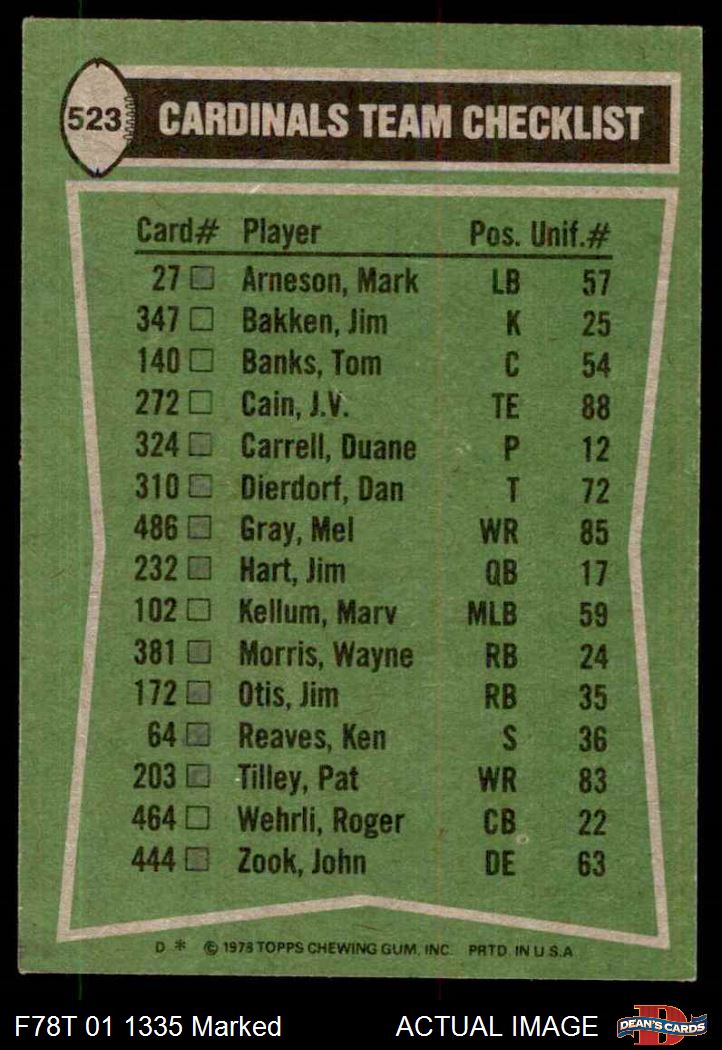 523
CARDINALS TEAM CHECKLIST
Card# Player Pos. Unif.#
27 Arneson, Mark LB 57
347 Bakken, Jim K 25
140 Banks, Tom C 54
272 Cain, J.V. TE 88
324 Carrell, Duane P 12
310 Dierdorf, Dan T 72
486 Gray, Mel WR 85
232 Hart, Jim QB 17
102 Kellum, Marv MLB 59
381 Morris, Wayne RB 24
172 Otis, Jim RB 35
64 Reaves, Ken S 36
203 Tilley, Pat WR 83
464 Wehrli, Roger CB 22
444 Zook, John DE 63
D * © 1978 TOPPS CHEWING GUM, INC. PRTD. IN U.S.A
F78T 01 1335 Marked ACTUAL IMAGE DEAN'S CARDS